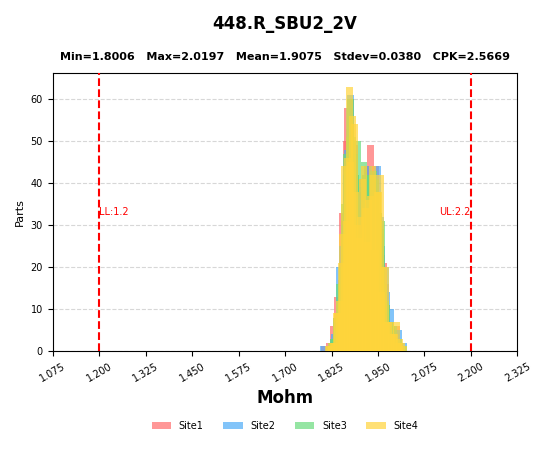 448.R_SBU2_2V
Min=1.8006 Max=2.0197 Mean=1.9075 Stdev=0.0380 CPK=2.5669
60
50
40
30
20
10
0
Parts
LL:1.2
UL:2.2
1.075 1.200 1.325 1.450 1.575 1.700 1.825 1.950 2.075 2.200 2.325
Mohm
Site1 Site2 Site3 Site4